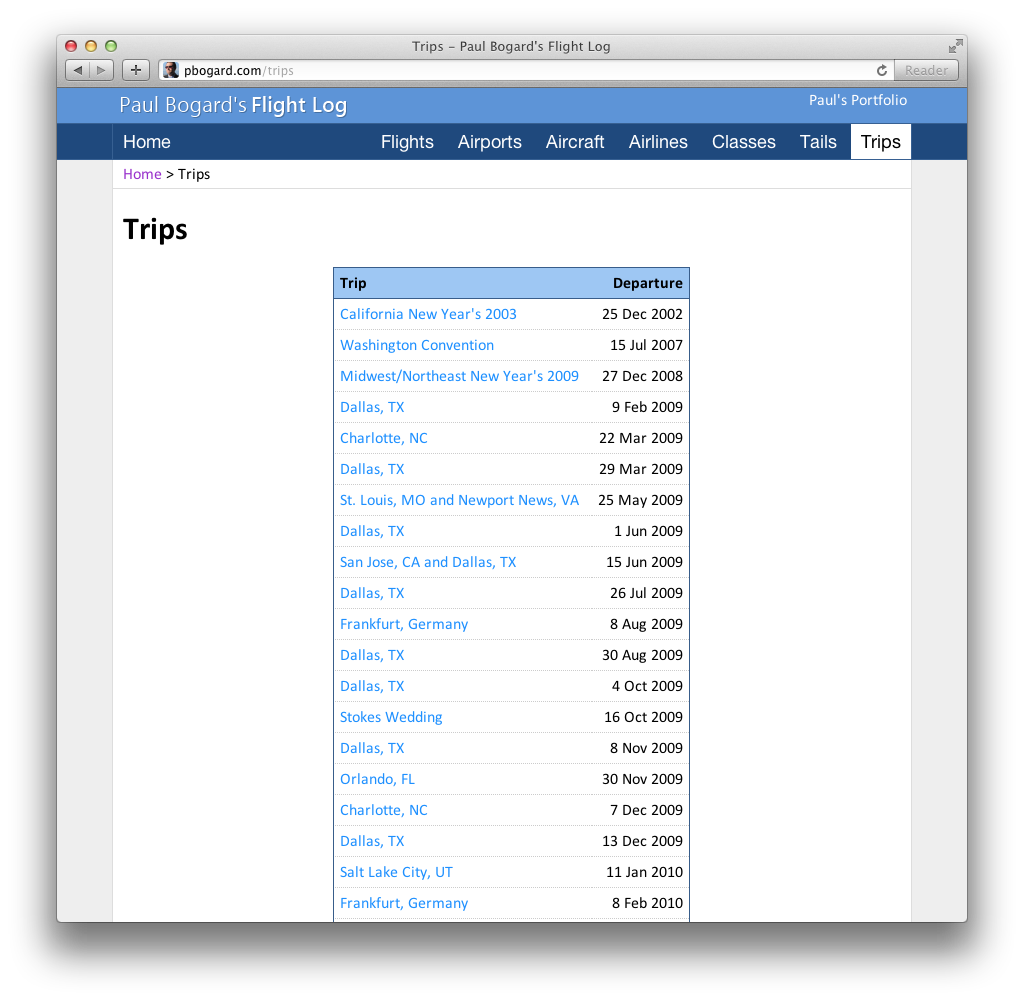 Trips – Paul Bogard's Flight Log
pbogard.com/trips
Reader
Paul Bogard's Flight Log
Paul's Portfolio
Home Flights Airports Aircraft Airlines Classes Tails Trips
Home > Trips
Trips
Trip Departure
California New Year's 2003 25 Dec 2002
Washington Convention 15 Jul 2007
Midwest/Northeast New Year's 2009 27 Dec 2008
Dallas, TX 9 Feb 2009
Charlotte, NC 22 Mar 2009
Dallas, TX 29 Mar 2009
St. Louis, MO and Newport News, VA 25 May 2009
Dallas, TX 1 Jun 2009
San Jose, CA and Dallas, TX 15 Jun 2009
Dallas, TX 26 Jul 2009
Frankfurt, Germany 8 Aug 2009
Dallas, TX 30 Aug 2009
Dallas, TX 4 Oct 2009
Stokes Wedding 16 Oct 2009
Dallas, TX 8 Nov 2009
Orlando, FL 30 Nov 2009
Charlotte, NC 7 Dec 2009
Dallas, TX 13 Dec 2009
Salt Lake City, UT 11 Jan 2010
Frankfurt, Germany 8 Feb 2010